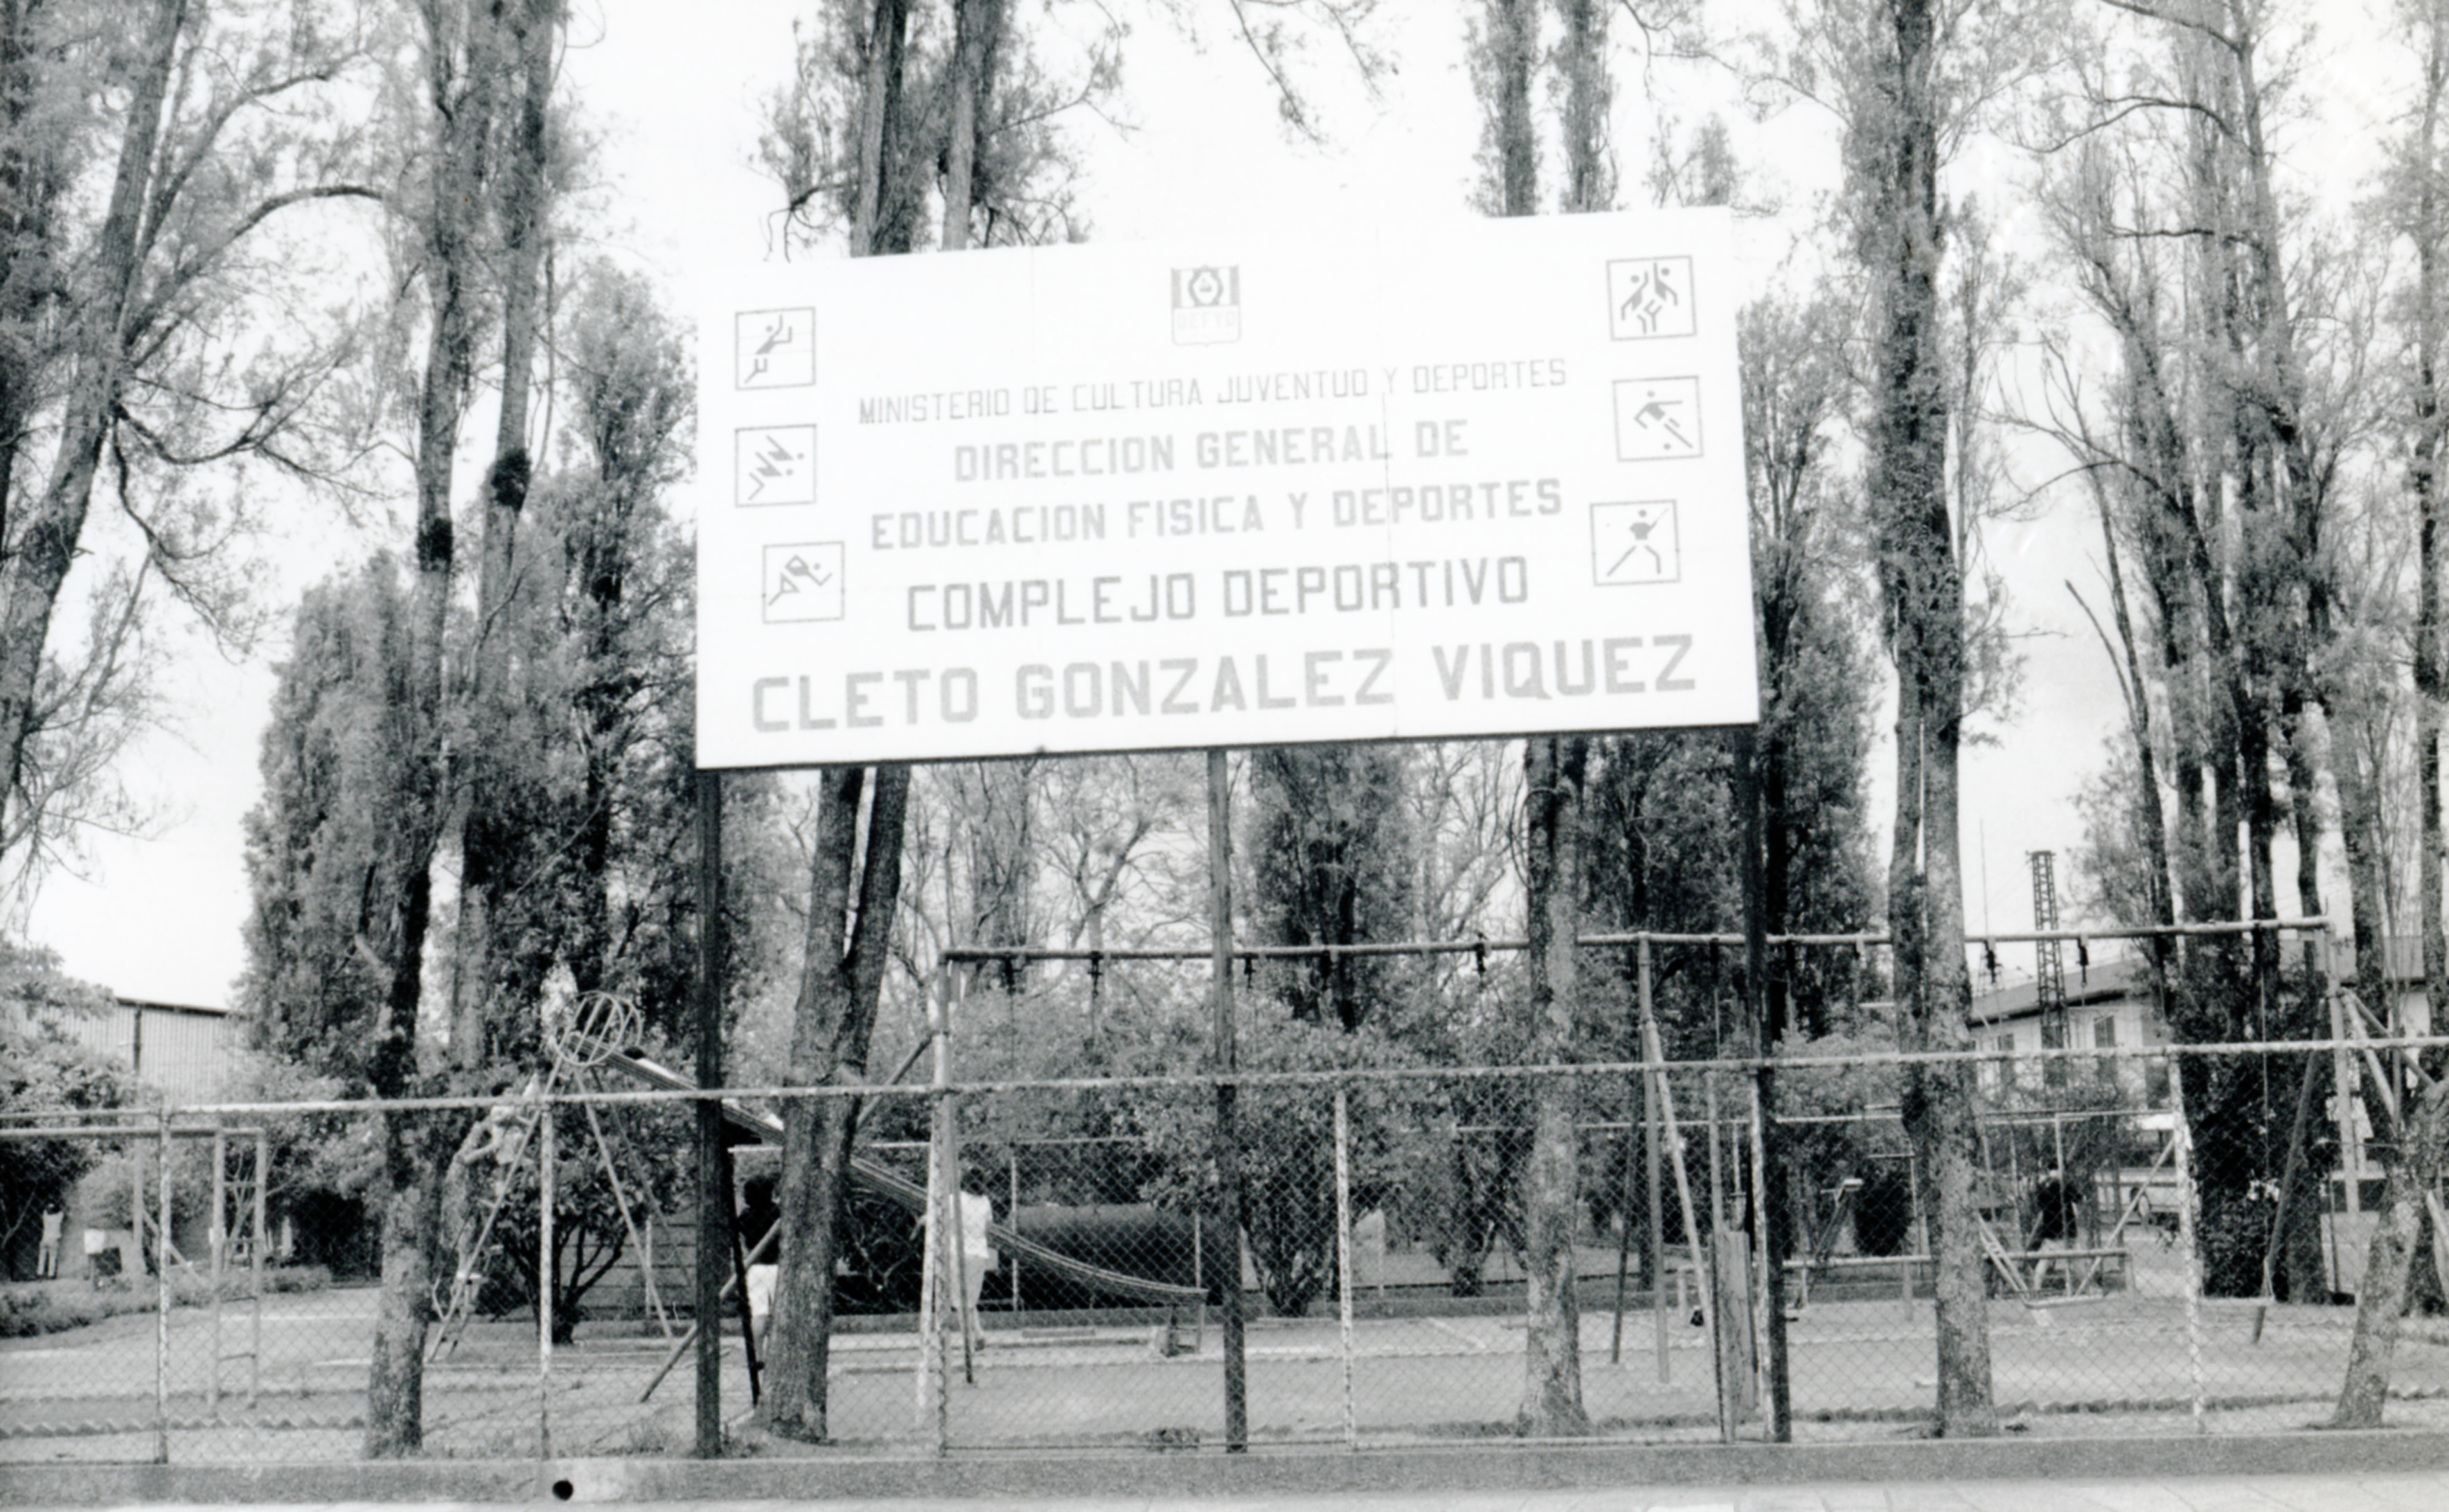 DEFYD
MINISTERIO DE CULTURA JUVENTUD Y DEPORTES
DIRECCION GENERAL DE
EDUCACION FISICA Y DEPORTES
COMPLEJO DEPORTIVO
CLETO GONZALEZ VIQUEZ